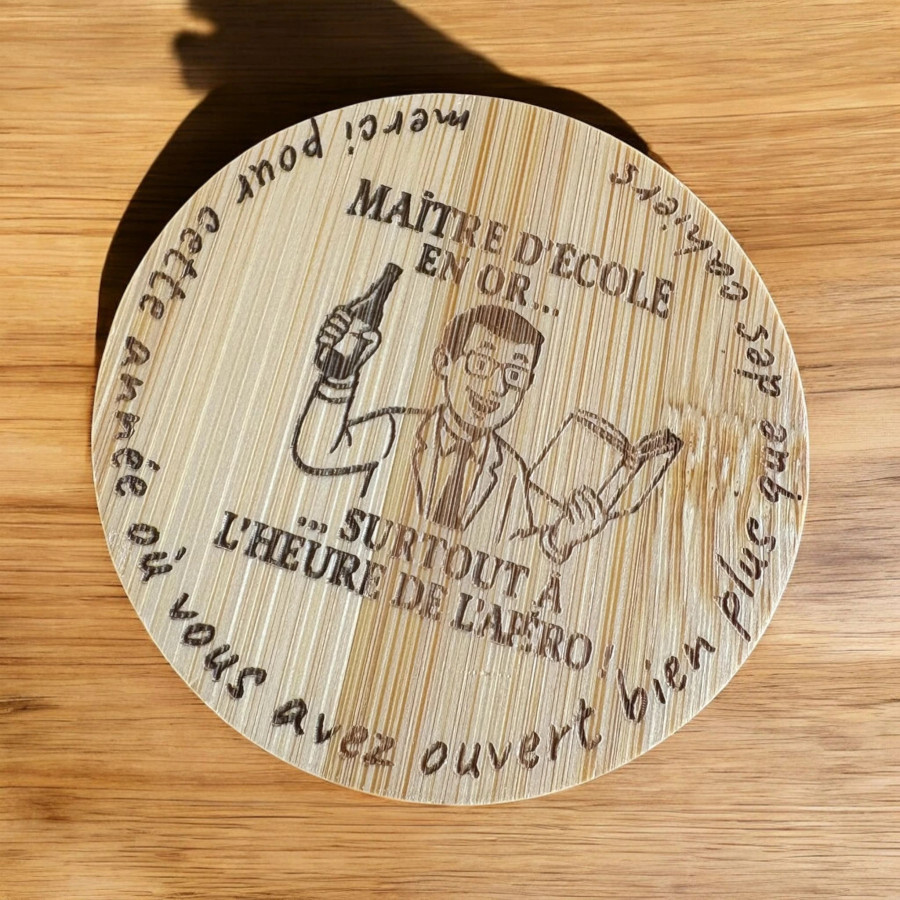 MAÎTRE D'ÉCOLE
EN OR...
... SURTOUT À
L'HEURE DE L'APÉRO !
merci pour cette année où vous avez ouvert bien plus que des cahiers